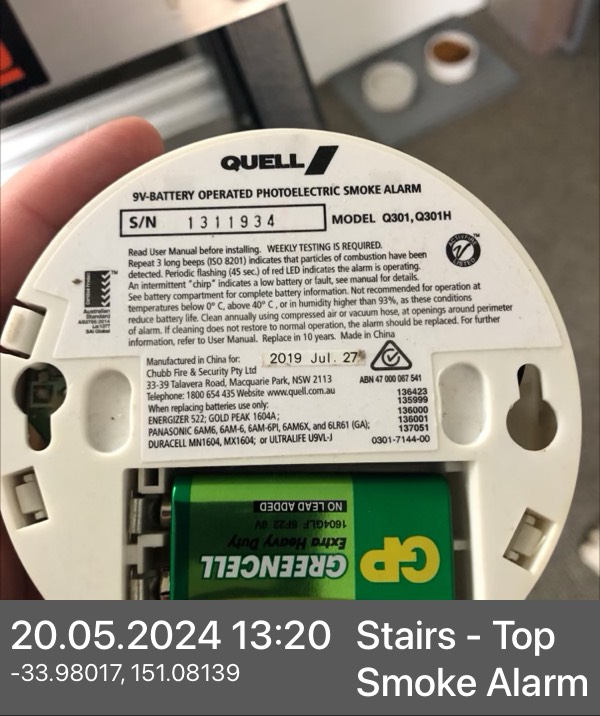 QUELL
9V-BATTERY OPERATED PHOTOELECTRIC SMOKE ALARM
S/N 1311934 MODEL Q301, Q301H
Read User Manual before installing. WEEKLY TESTING IS REQUIRED.
Repeat 3 long beeps (ISO 8201) indicates that particles of combustion have been
detected. Periodic flashing (45 sec.) of red LED indicates the alarm is operating.
An intermittent "chirp" indicates a low battery or fault, see manual for details.
See battery compartment for complete battery information. Not recommended for operation at
temperatures below 0° C, above 40° C, or in humidity higher than 93%, as these conditions
reduce battery life. Clean annually using compressed air or vacuum hose, at openings around perimeter
of alarm. If cleaning does not restore to normal operation, the alarm should be replaced. For further
information, refer to User Manual. Replace in 10 years. Made in China
LISTED
Australian
Standard
SAI Global
Manufactured in China for: 2019 Jul. 27
Chubb Fire & Security Pty Ltd
33-39 Talavera Road, Macquarie Park, NSW 2113
ABN 47 000 067 541
Telephone: 1800 654 435 Website www.quell.com.au
When replacing batteries use only:
ENERGIZER 522; GOLD PEAK 1604A;
PANASONIC 6AM6, 6AM-6, 6AM-6PI, 6AM6X, and 6LR61 (GA);
DURACELL MN1604, MX1604; or ULTRALIFE U9VL-J
136423
135999
136000
136001
137051
0301-7144-00
GP GREENCELL
Extra Heavy Duty
1604GLF 6F22 9V
NO LEAD ADDED
20.05.2024 13:20
-33.98017, 151.08139
Stairs - Top
Smoke Alarm